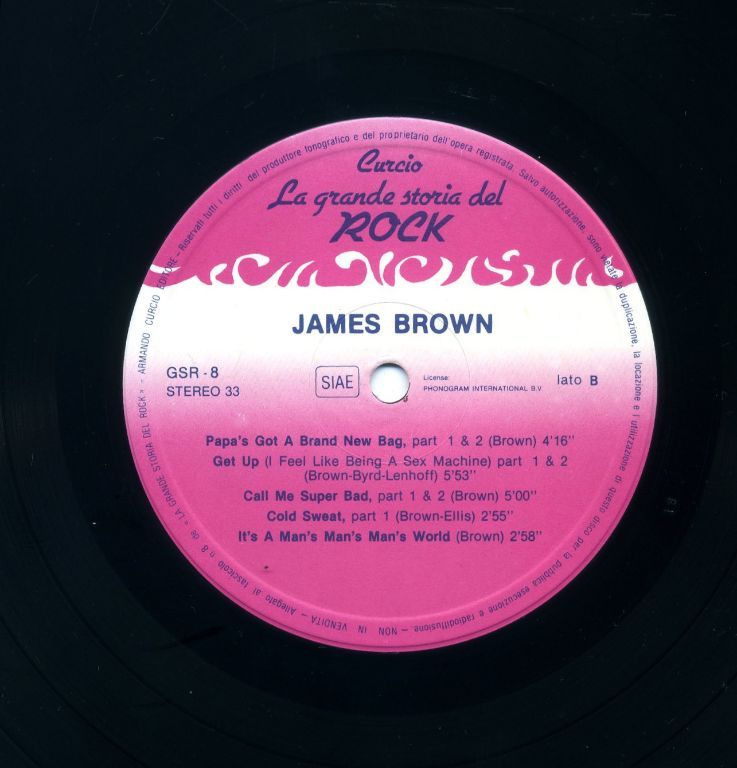 Riservati tutti i diritti del produttore fonografico e del proprietario dell'opera registrata. Salvo autorizzazione, sono vietate la duplicazione, la locazione e l'utilizzazione di questo disco per la pubblica esecuzione e radiodiffusione. — NON IN VENDITA — Allegato al fascicolo n. 8 de « LA GRANDE STORIA DEL ROCK » - ARMANDO CURCIO EDITORE -
Curcio
La grande storia del
ROCK
JAMES BROWN
GSR - 8
STEREO 33
SIAE
License:
PHONOGRAM INTERNATIONAL B.V.
lato B
Papa's Got A Brand New Bag, part 1 & 2 (Brown) 4'16''
Get Up (I Feel Like Being A Sex Machine) part 1 & 2
(Brown-Byrd-Lenhoff) 5'53''
Call Me Super Bad, part 1 & 2 (Brown) 5'00''
Cold Sweat, part 1 (Brown-Ellis) 2'55''
It's A Man's Man's Man's World (Brown) 2'58''